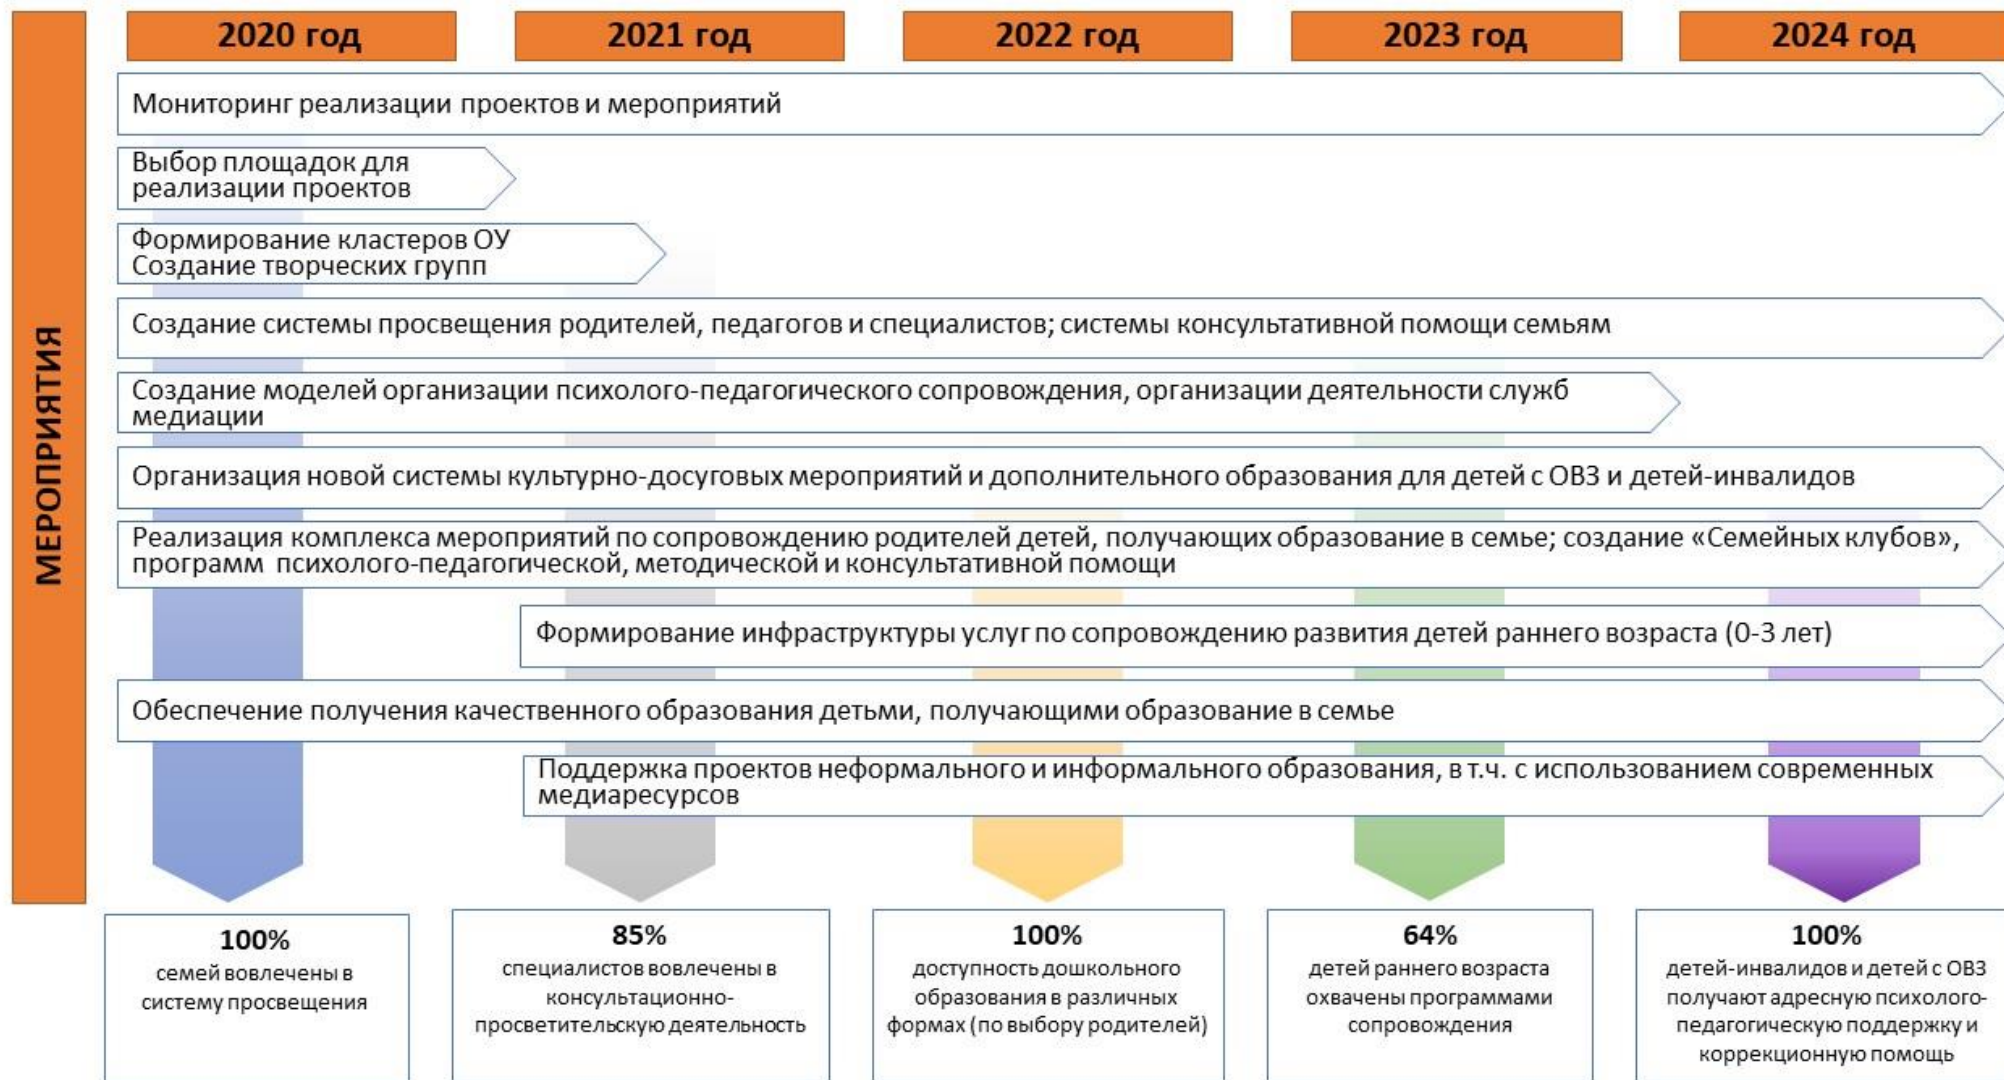 2020 год
2021 год
2022 год
2023 год
2024 год
МЕРОПРИЯТИЯ
Мониторинг реализации проектов и мероприятий
Выбор площадок для
реализации проектов
Формирование кластеров ОУ
Создание творческих групп
Создание системы просвещения родителей, педагогов и специалистов; системы консультативной помощи семьям
Создание моделей организации психолого-педагогического сопровождения, организации деятельности служб
медиации
Организация новой системы культурно-досуговых мероприятий и дополнительного образования для детей с ОВЗ и детей-инвалидов
Реализация комплекса мероприятий по сопровождению родителей детей, получающих образование в семье; создание «Семейных клубов»,
программ психолого-педагогической, методической и консультативной помощи
Формирование инфраструктуры услуг по сопровождению развития детей раннего возраста (0-3 лет)
Обеспечение получения качественного образования детьми, получающими образование в семье
Поддержка проектов неформального и информального образования, в т.ч. с использованием современных
медиаресурсов
100%
семей вовлечены в
систему просвещения
85%
специалистов вовлечены в
консультационно-
просветительскую деятельность
100%
доступность дошкольного
образования в различных
формах (по выбору родителей)
64%
детей раннего возраста
охвачены программами
сопровождения
100%
детей-инвалидов и детей с ОВЗ
получают адресную психолого-
педагогическую поддержку и
коррекционную помощь